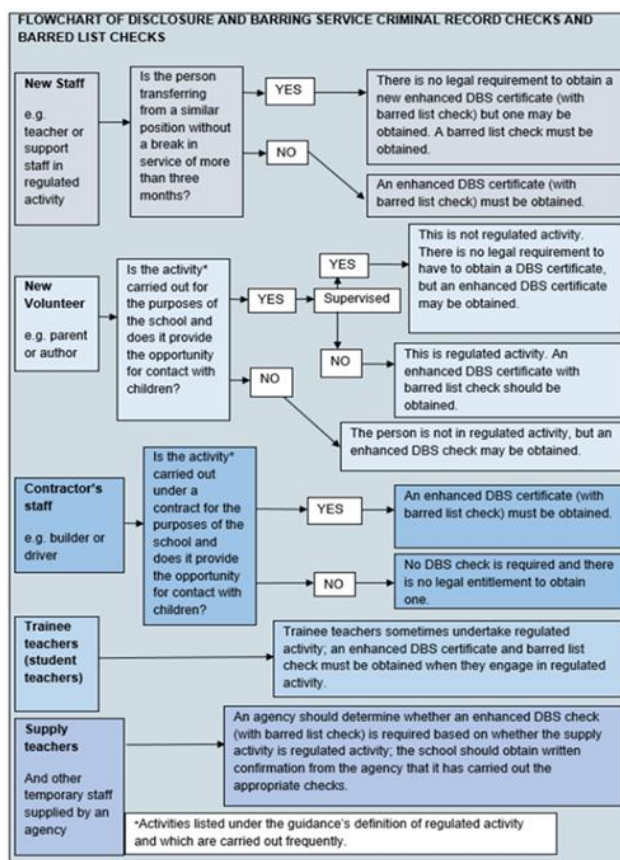 FLOWCHART OF DISCLOSURE AND BARRING SERVICE CRIMINAL RECORD CHECKS AND
BARRED LIST CHECKS
New Staff
e.g.
teacher or
support
staff in
regulated
activity
Is the person
transferring
from a similar
position without
a break in
service of more
than three
months?
YES
There is no legal requirement to obtain a
new enhanced DBS certificate (with
barred list check) but one may be
obtained. A barred list check must be
obtained.
NO
An enhanced DBS certificate (with
barred list check) must be obtained.
New
Volunteer
e.g. parent
or author
Is the activity*
carried out for
the purposes of
the school and
does it provide
the opportunity
for contact with
children?
YES
Supervised
YES
This is not regulated activity.
There is no legal requirement to
have to obtain a DBS certificate,
but an enhanced DBS certificate
may be obtained.
NO
This is regulated activity. An
enhanced DBS certificate with
barred list check should be
obtained.
NO
The person is not in regulated activity, but an
enhanced DBS check may be obtained.
Contractor's
staff
e.g. builder or
driver
Is the activity*
carried out
under a
contract for the
purposes of the
school and
does it provide
the opportunity
for contact with
children?
YES
An enhanced DBS certificate (with
barred list check) must be obtained.
NO
No DBS check is required and there
is no legal entitlement to obtain
one.
Trainee
teachers
(student
teachers)
Trainee teachers sometimes undertake regulated
activity; an enhanced DBS certificate and barred list
check must be obtained when they engage in regulated
activity.
Supply
teachers
And other
temporary staff
supplied by an
agency
An agency should determine whether an enhanced DBS check
(with barred list check) is required based on whether the supply
activity is regulated activity; the school should obtain written
confirmation from the agency that it has carried out the
appropriate checks.
*Activities listed under the guidance's definition of regulated activity
and which are carried out frequently.